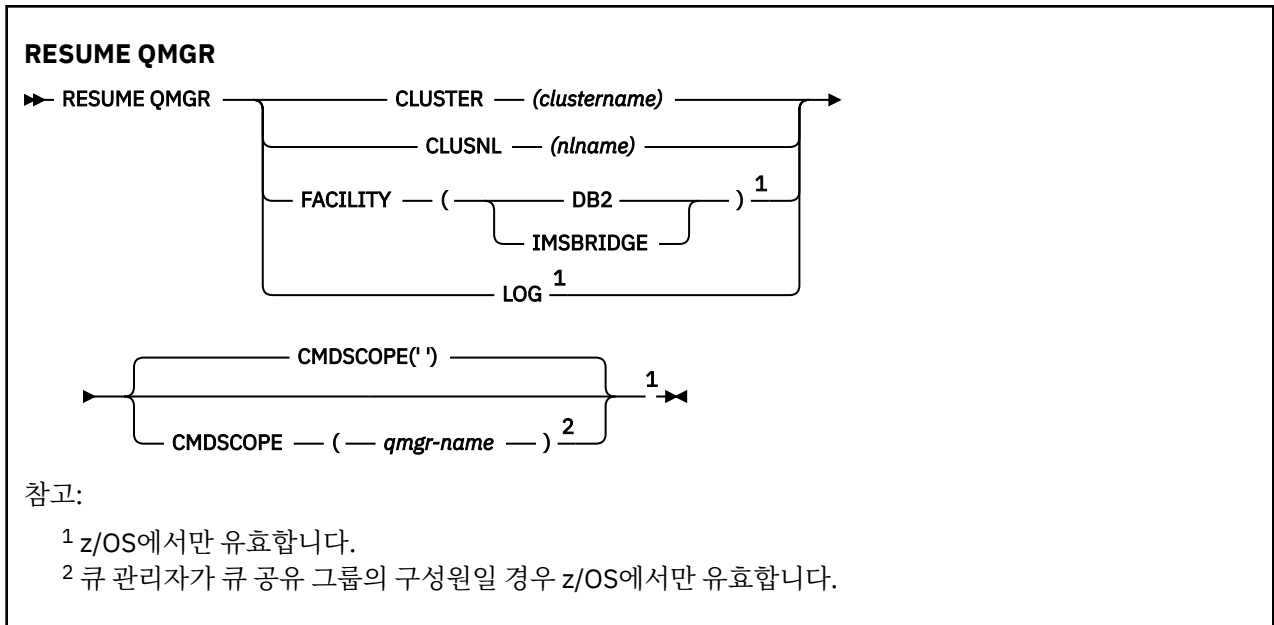 RESUME QMGR
RESUME QMGR CLUSTER (clustername)
CLUSNL (nlname)
FACILITY ( DB2 ) 1
IMSBRIDGE
LOG 1
CMDSCOPE(' ')
1
CMDSCOPE ( qmgr-name ) 2
참고:
1 z/OS에서만 유효합니다.
2 큐 관리자가 큐 공유 그룹의 구성원일 경우 z/OS에서만 유효합니다.